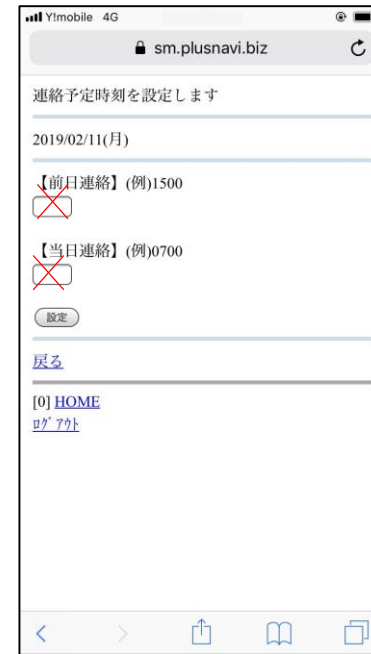 Y!mobile 4G
sm.plusnavi.biz
連絡予定時刻を設定します
2019/02/11(月)
【前日連絡】(例)1500
【当日連絡】(例)0700
設定
戻る
[0] HOME
ﾛｸﾞｱｳﾄ